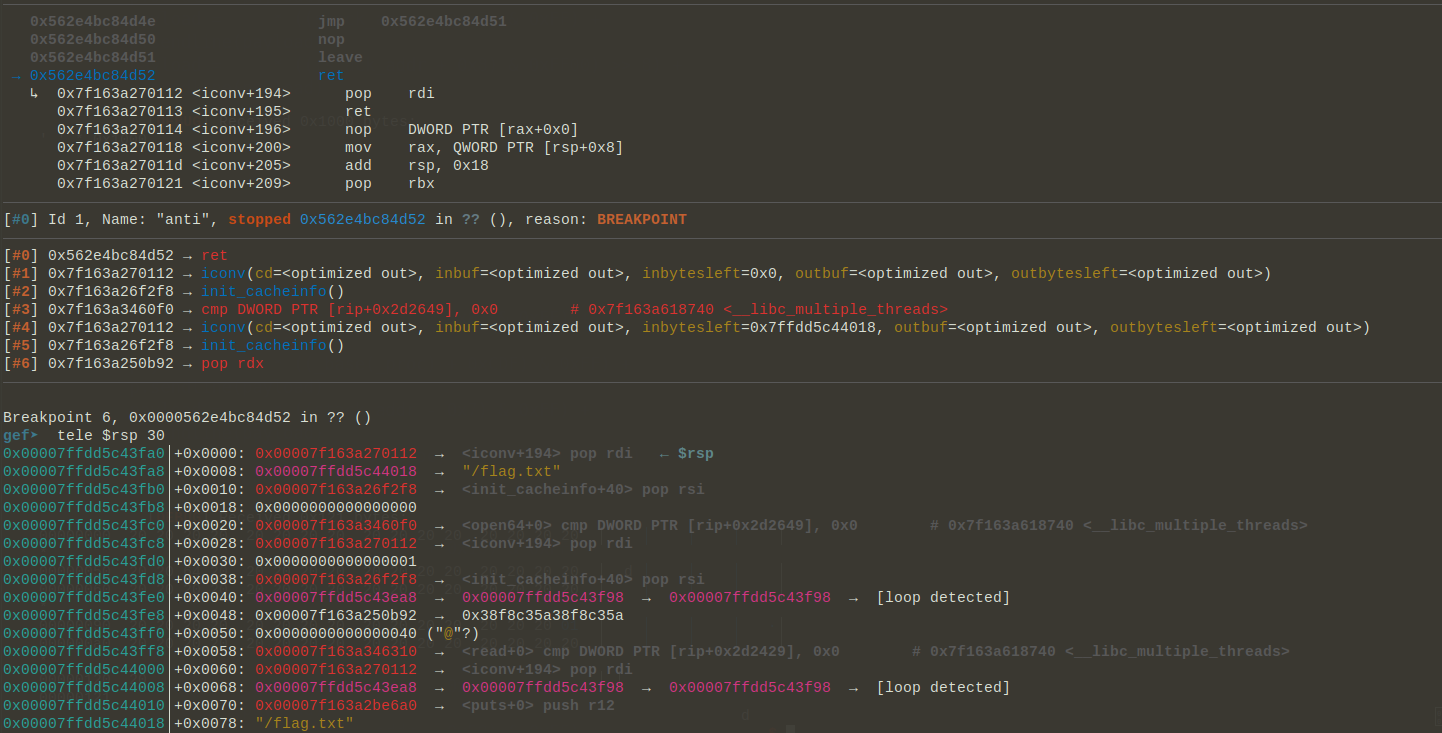 0x562e4bc84d4e jmp 0x562e4bc84d51
0x562e4bc84d50 nop
0x562e4bc84d51 leave
→ 0x562e4bc84d52 ret
↳ 0x7f163a270112 <iconv+194> pop rdi
0x7f163a270113 <iconv+195> ret
0x7f163a270114 <iconv+196> nop DWORD PTR [rax+0x0]
0x7f163a270118 <iconv+200> mov rax, QWORD PTR [rsp+0x8]
0x7f163a27011d <iconv+205> add rsp, 0x18
0x7f163a270121 <iconv+209> pop rbx
[#0] Id 1, Name: "anti", stopped 0x562e4bc84d52 in ?? (), reason: BREAKPOINT
[#0] 0x562e4bc84d52 → ret
[#1] 0x7f163a270112 → iconv(cd=<optimized out>, inbuf=<optimized out>, inbytesleft=0x0, outbuf=<optimized out>, outbytesleft=<optimized out>)
[#2] 0x7f163a26f2f8 → init_cacheinfo()
[#3] 0x7f163a3460f0 → cmp DWORD PTR [rip+0x2d2649], 0x0 # 0x7f163a618740 <__libc_multiple_threads>
[#4] 0x7f163a270112 → iconv(cd=<optimized out>, inbuf=<optimized out>, inbytesleft=0x7ffdd5c44018, outbuf=<optimized out>, outbytesleft=<optimized out>)
[#5] 0x7f163a26f2f8 → init_cacheinfo()
[#6] 0x7f163a250b92 → pop rdx
Breakpoint 6, 0x0000562e4bc84d52 in ?? ()
gef➤ tele $rsp 30
0x00007ffdd5c43fa0│+0x0000: 0x00007f163a270112 → <iconv+194> pop rdi ← $rsp
0x00007ffdd5c43fa8│+0x0008: 0x00007ffdd5c44018 → "/flag.txt"
0x00007ffdd5c43fb0│+0x0010: 0x00007f163a26f2f8 → <init_cacheinfo+40> pop rsi
0x00007ffdd5c43fb8│+0x0018: 0x0000000000000000
0x00007ffdd5c43fc0│+0x0020: 0x00007f163a3460f0 → <open64+0> cmp DWORD PTR [rip+0x2d2649], 0x0 # 0x7f163a618740 <__libc_multiple_threads>
0x00007ffdd5c43fc8│+0x0028: 0x00007f163a270112 → <iconv+194> pop rdi
0x00007ffdd5c43fd0│+0x0030: 0x0000000000000001
0x00007ffdd5c43fd8│+0x0038: 0x00007f163a26f2f8 → <init_cacheinfo+40> pop rsi
0x00007ffdd5c43fe0│+0x0040: 0x00007ffdd5c43ea8 → 0x00007ffdd5c43f98 → 0x00007ffdd5c43f98 → [loop detected]
0x00007ffdd5c43fe8│+0x0048: 0x00007f163a250b92 → 0x38f8c35a38f8c35a
0x00007ffdd5c43ff0│+0x0050: 0x0000000000000040 ("@"?)
0x00007ffdd5c43ff8│+0x0058: 0x00007f163a346310 → <read+0> cmp DWORD PTR [rip+0x2d2429], 0x0 # 0x7f163a618740 <__libc_multiple_threads>
0x00007ffdd5c44000│+0x0060: 0x00007f163a270112 → <iconv+194> pop rdi
0x00007ffdd5c44008│+0x0068: 0x00007ffdd5c43ea8 → 0x00007ffdd5c43f98 → 0x00007ffdd5c43f98 → [loop detected]
0x00007ffdd5c44010│+0x0070: 0x00007f163a2be6a0 → <puts+0> push r12
0x00007ffdd5c44018│+0x0078: "/flag.txt"